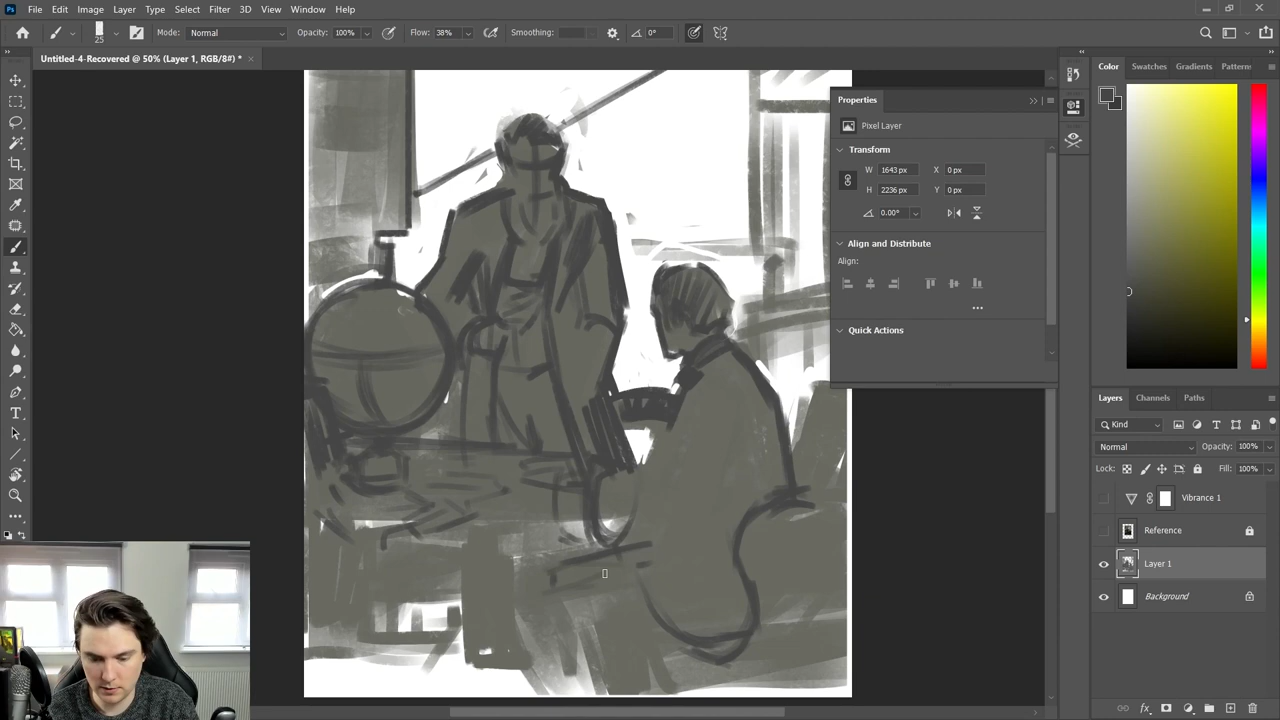 Ps File Edit Image Layer Type Select Filter 3D View Window Help
25 Mode: Normal Opacity: 100% Flow: 38% Smoothing: 0°
Untitled-4-Recovered @ 50% (Layer 1, RGB/8#) *
Color Swatches Gradients Patterns
Properties
Pixel Layer
Transform
W 1643 px X 0 px
H 2236 px Y 0 px
0.00°
Align and Distribute
Align:
Quick Actions
Layers Channels Paths
Kind
Normal Opacity: 100%
Lock: Fill: 100%
Vibrance 1
Reference
Layer 1
Background